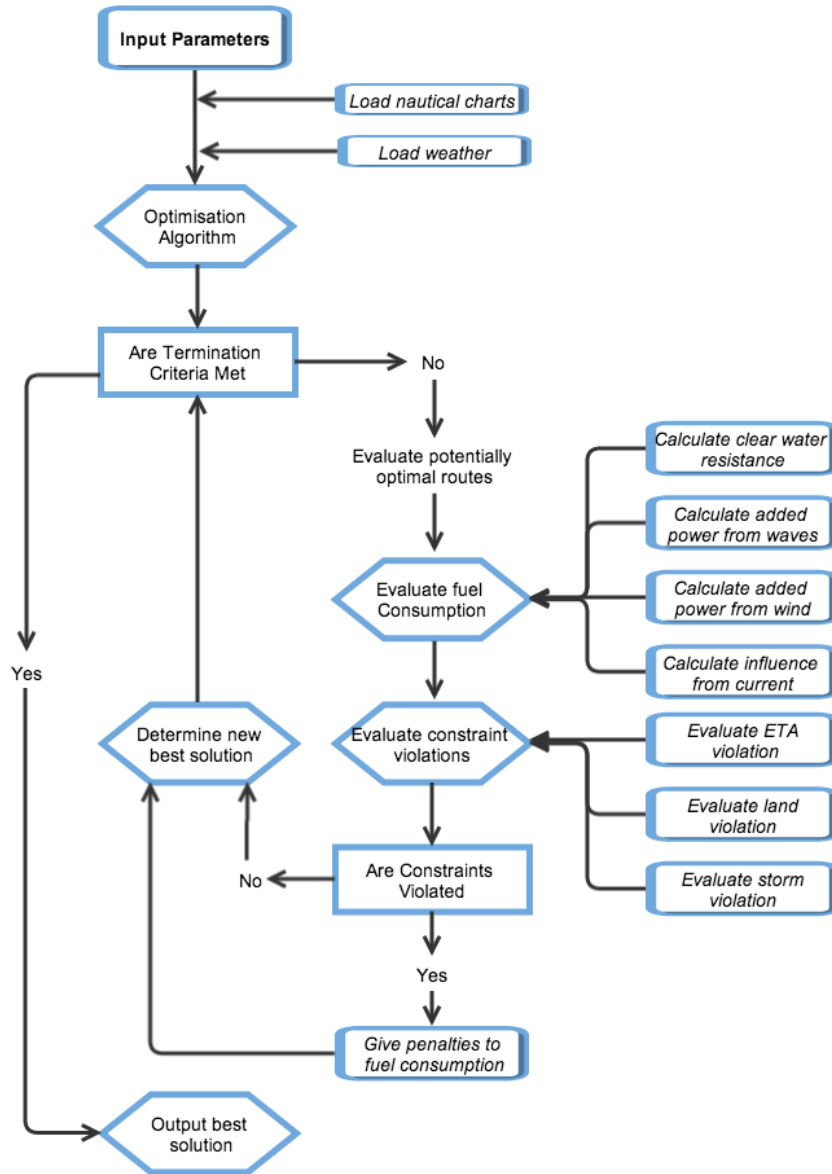 Input Parameters
Load nautical charts
Load weather
Optimisation
Algorithm
Are Termination
Criteria Met
No
Evaluate potentially
optimal routes
Calculate clear water
resistance
Calculate added
power from waves
Evaluate fuel
Consumption
Calculate added
power from wind
Calculate influence
from current
Yes
Determine new
best solution
Evaluate constraint
violations
Evaluate ETA
violation
Evaluate land
violation
No
Are Constraints
Violated
Evaluate storm
violation
Yes
Give penalties to
fuel consumption
Output best
solution